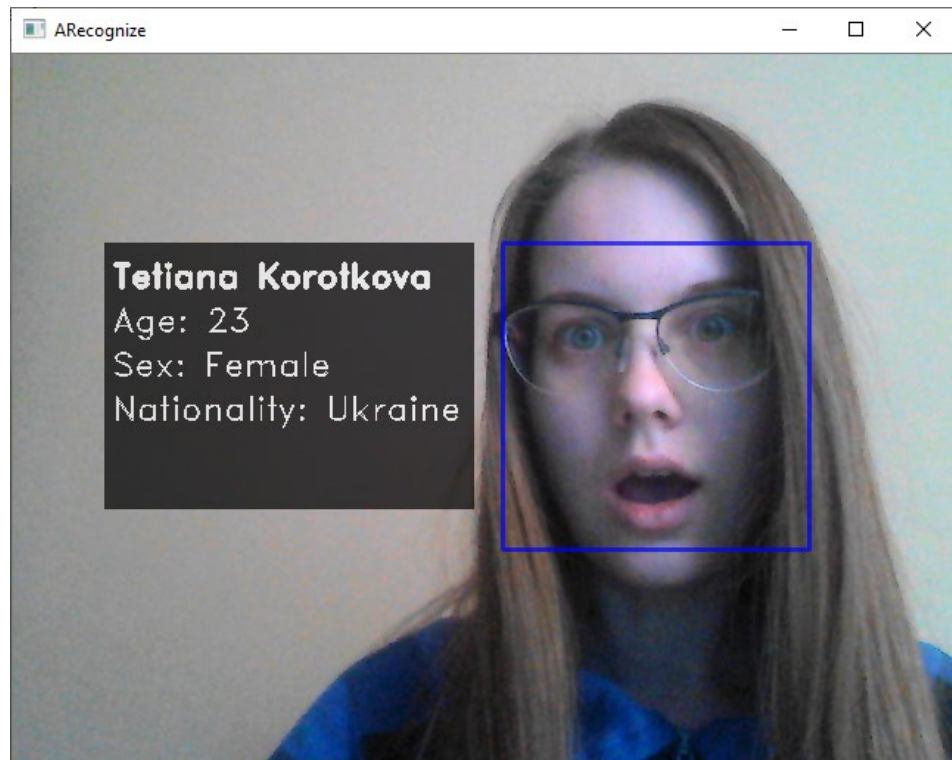 ARecognize
Tetiana Korotkova
Age: 23
Sex: Female
Nationality: Ukraine